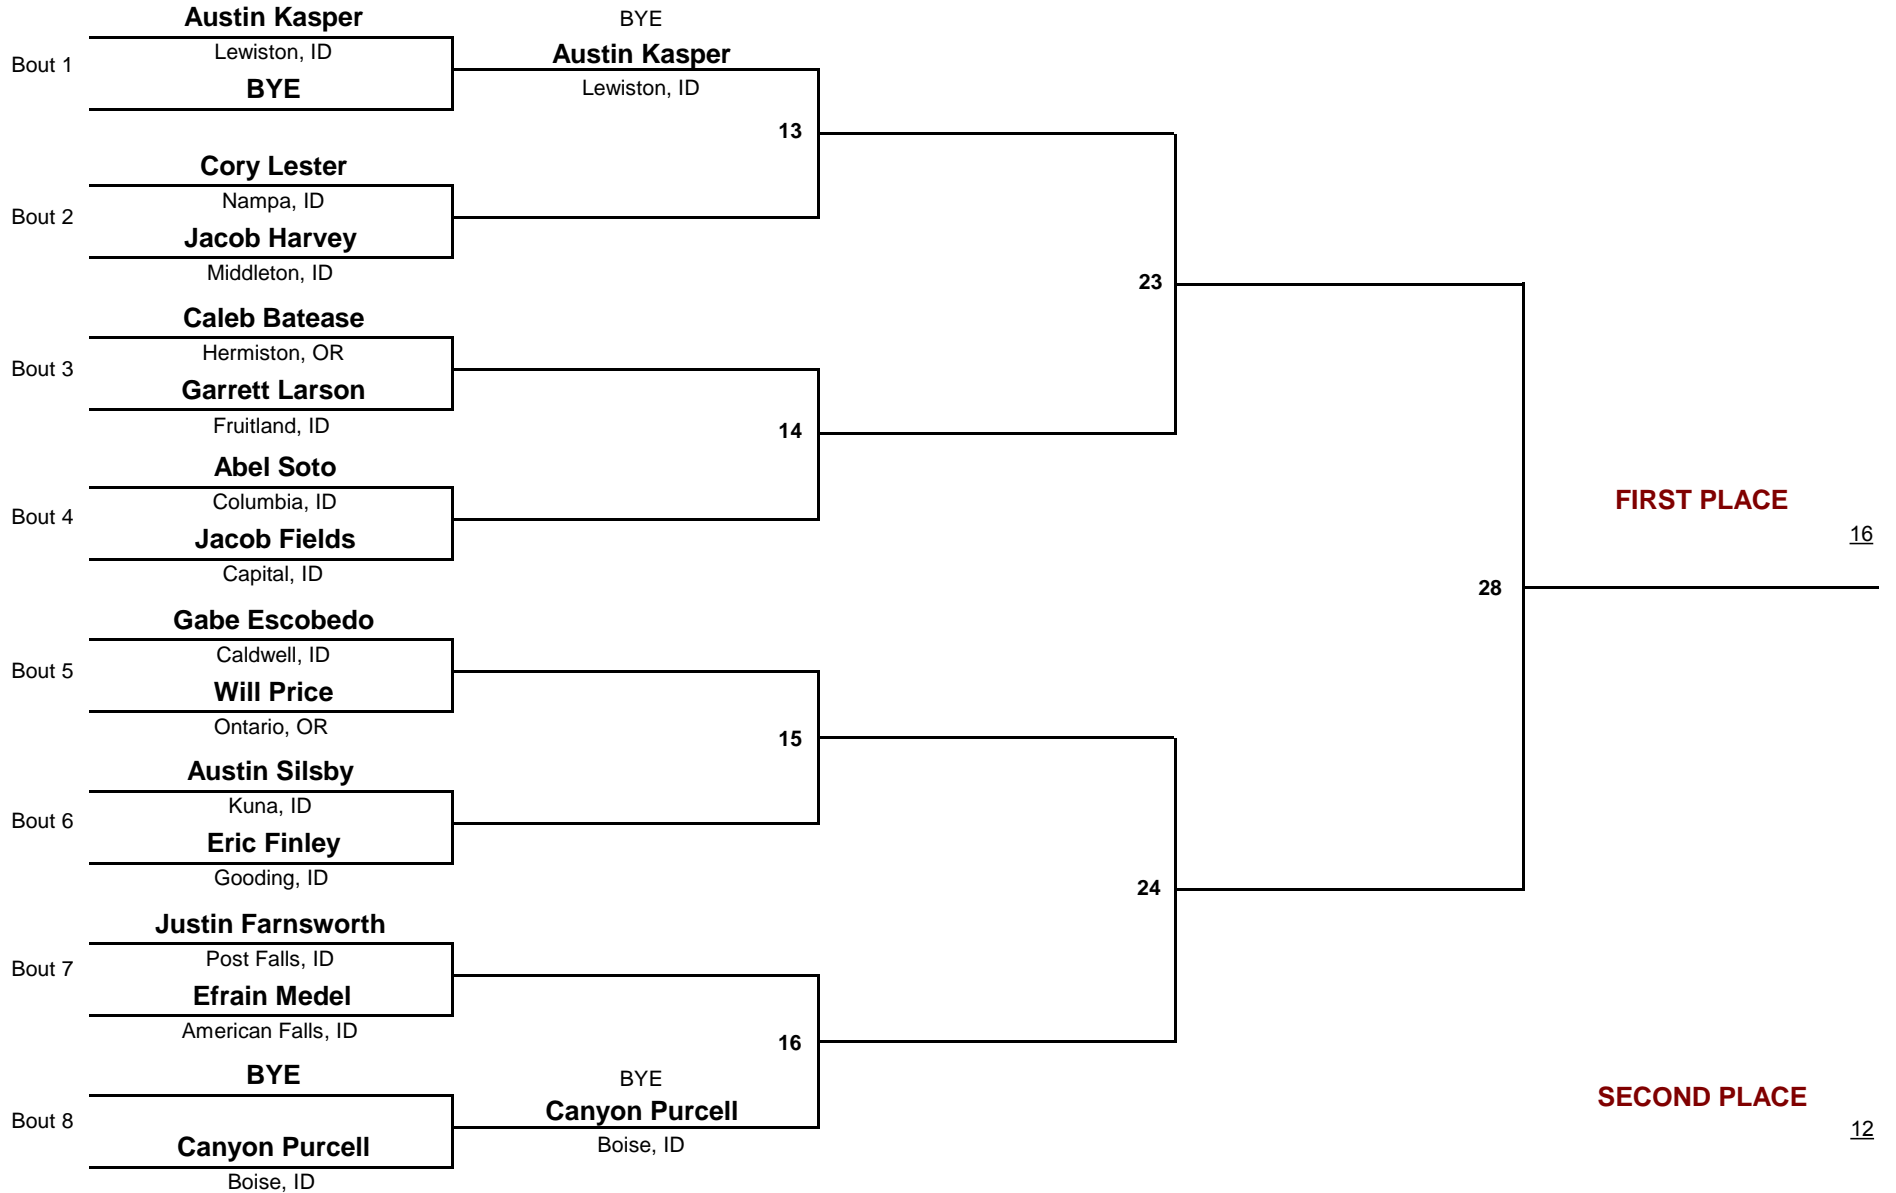 Austin Kasper
BYE
Bout 1
Lewiston, ID
Austin Kasper
BYE
Lewiston, ID
13
Cory Lester
Bout 2
Nampa, ID
Jacob Harvey
Middleton, ID
23
Caleb Batease
Bout 3
Hermiston, OR
Garrett Larson
Fruitland, ID
14
Abel Soto
Bout 4
Columbia, ID
Jacob Fields
Capital, ID
FIRST PLACE
16
28
Gabe Escobedo
Bout 5
Caldwell, ID
Will Price
Ontario, OR
15
Austin Silsby
Bout 6
Kuna, ID
Eric Finley
Gooding, ID
24
Justin Farnsworth
Bout 7
Post Falls, ID
Efrain Medel
American Falls, ID
16
BYE
BYE
Bout 8
Canyon Purcell
Canyon Purcell
Boise, ID
Boise, ID
SECOND PLACE
12